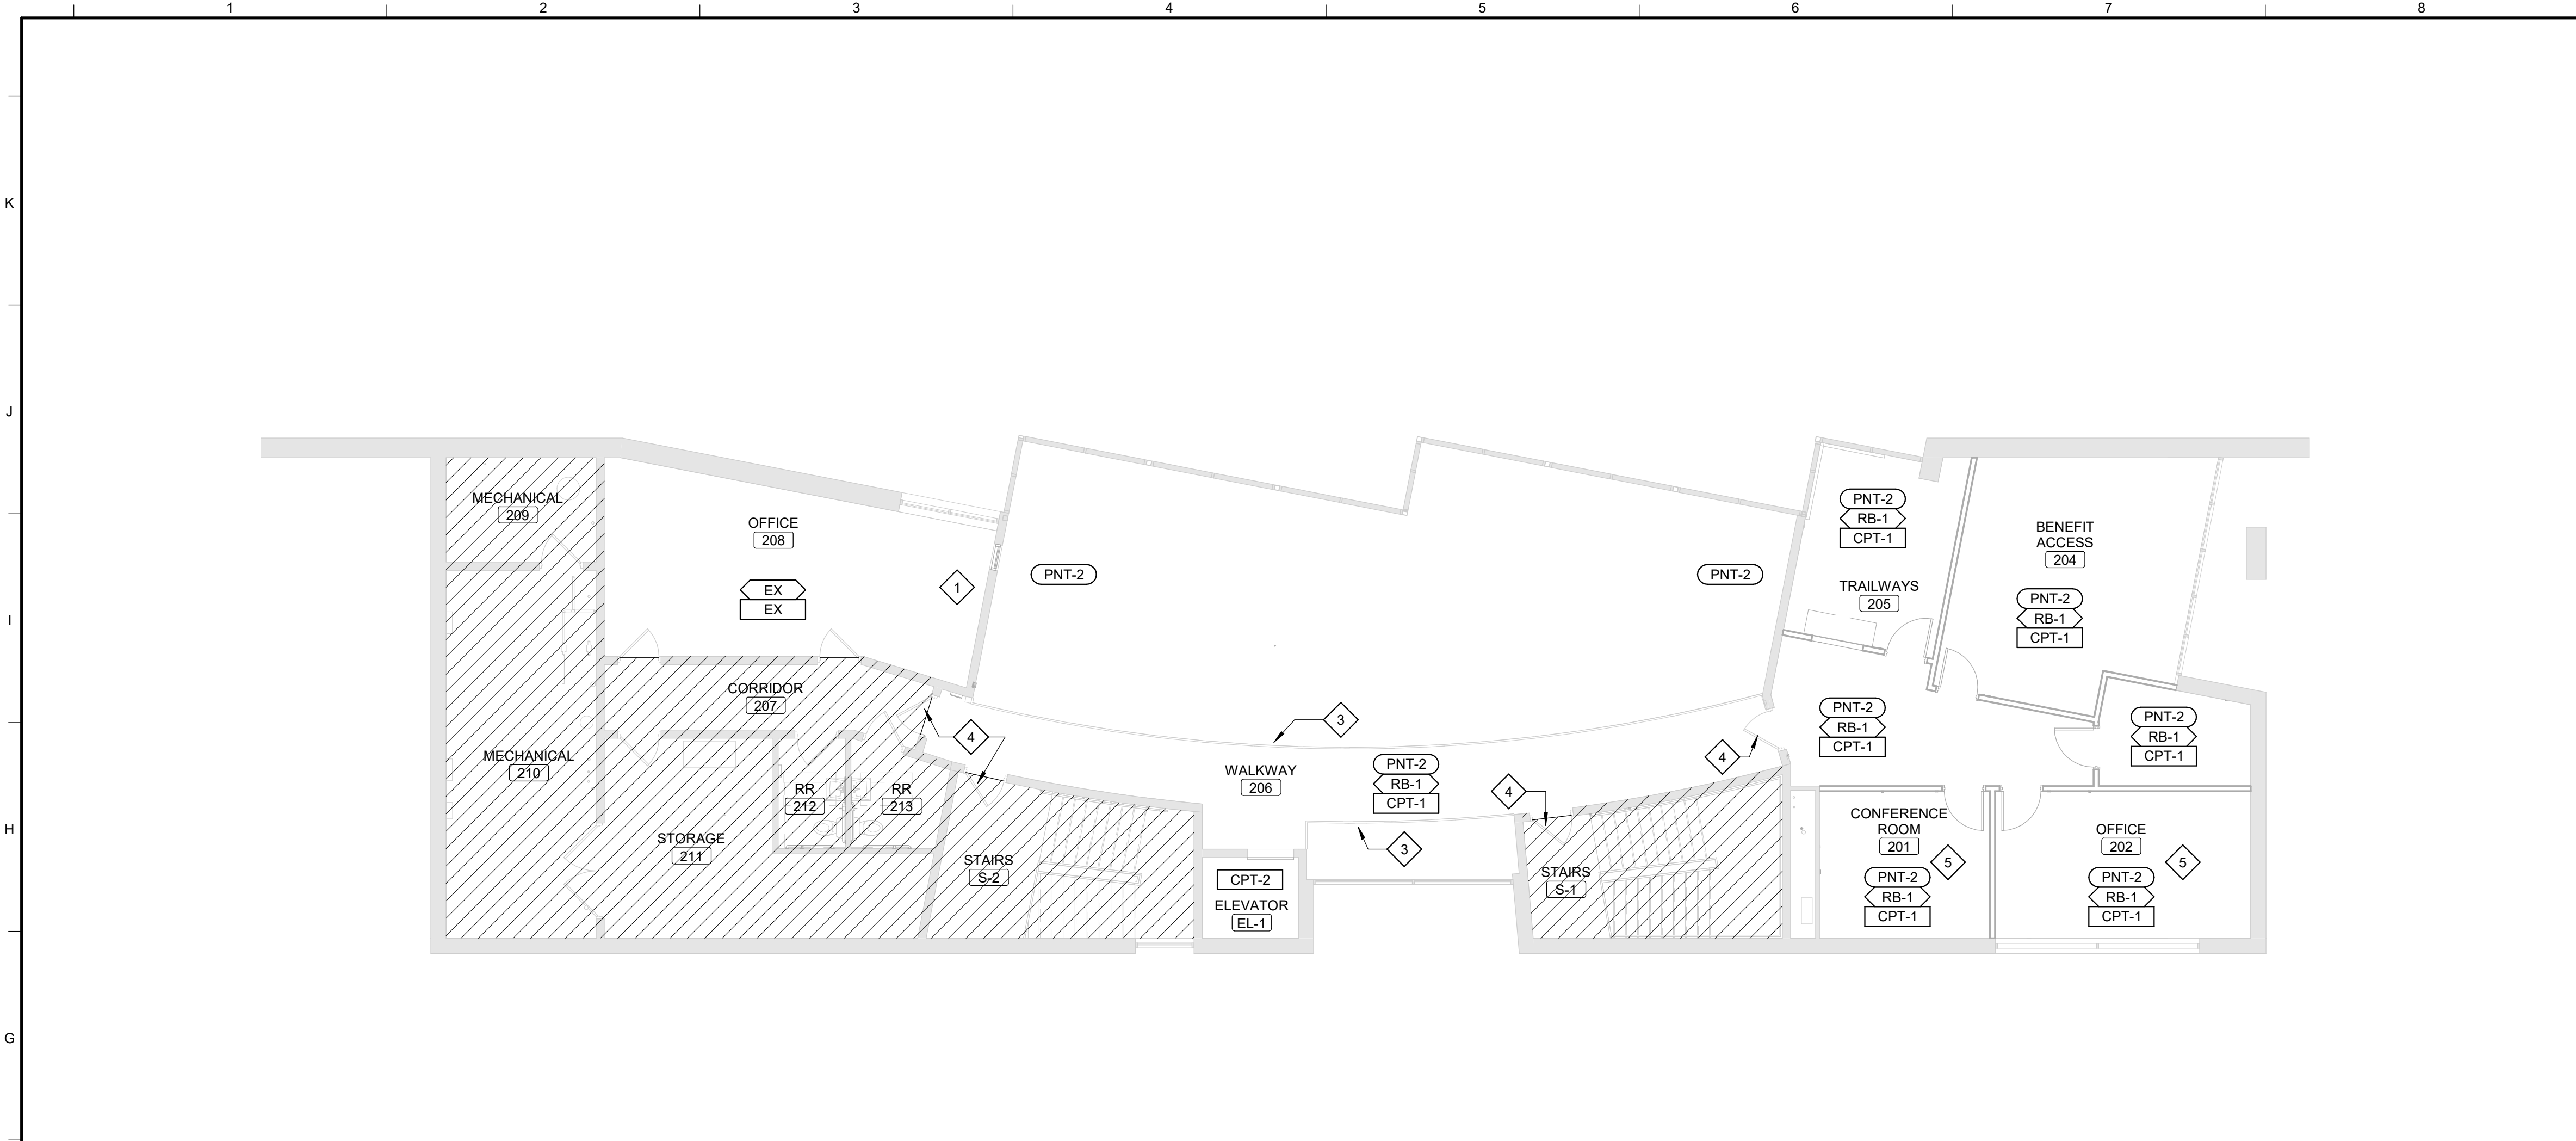 1 2 3 4 5 6 7 8
K
J
I
H
G
MECHANICAL
209
OFFICE
208
EX
EX
1
PNT-2
PNT-2
PNT-2
RB-1
CPT-1
TRAILWAYS
205
BENEFIT
ACCESS
204
PNT-2
RB-1
CPT-1
CORRIDOR
207
4
3
MECHANICAL
210
WALKWAY
206
PNT-2
RB-1
CPT-1
4
4
PNT-2
RB-1
CPT-1
PNT-2
RB-1
CPT-1
RR
212
RR
213
STORAGE
211
STAIRS
S-2
3
CPT-2
ELEVATOR
EL-1
STAIRS
S-1
CONFERENCE
ROOM
201
5
PNT-2
RB-1
CPT-1
OFFICE
202
5
PNT-2
RB-1
CPT-1